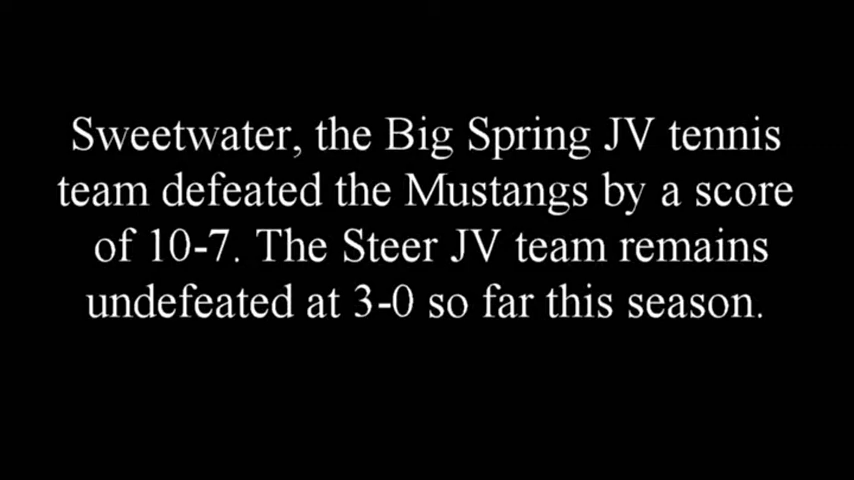 Sweetwater, the Big Spring JV tennis
team defeated the Mustangs by a score
of 10-7. The Steer JV team remains
undefeated at 3-0 so far this season.